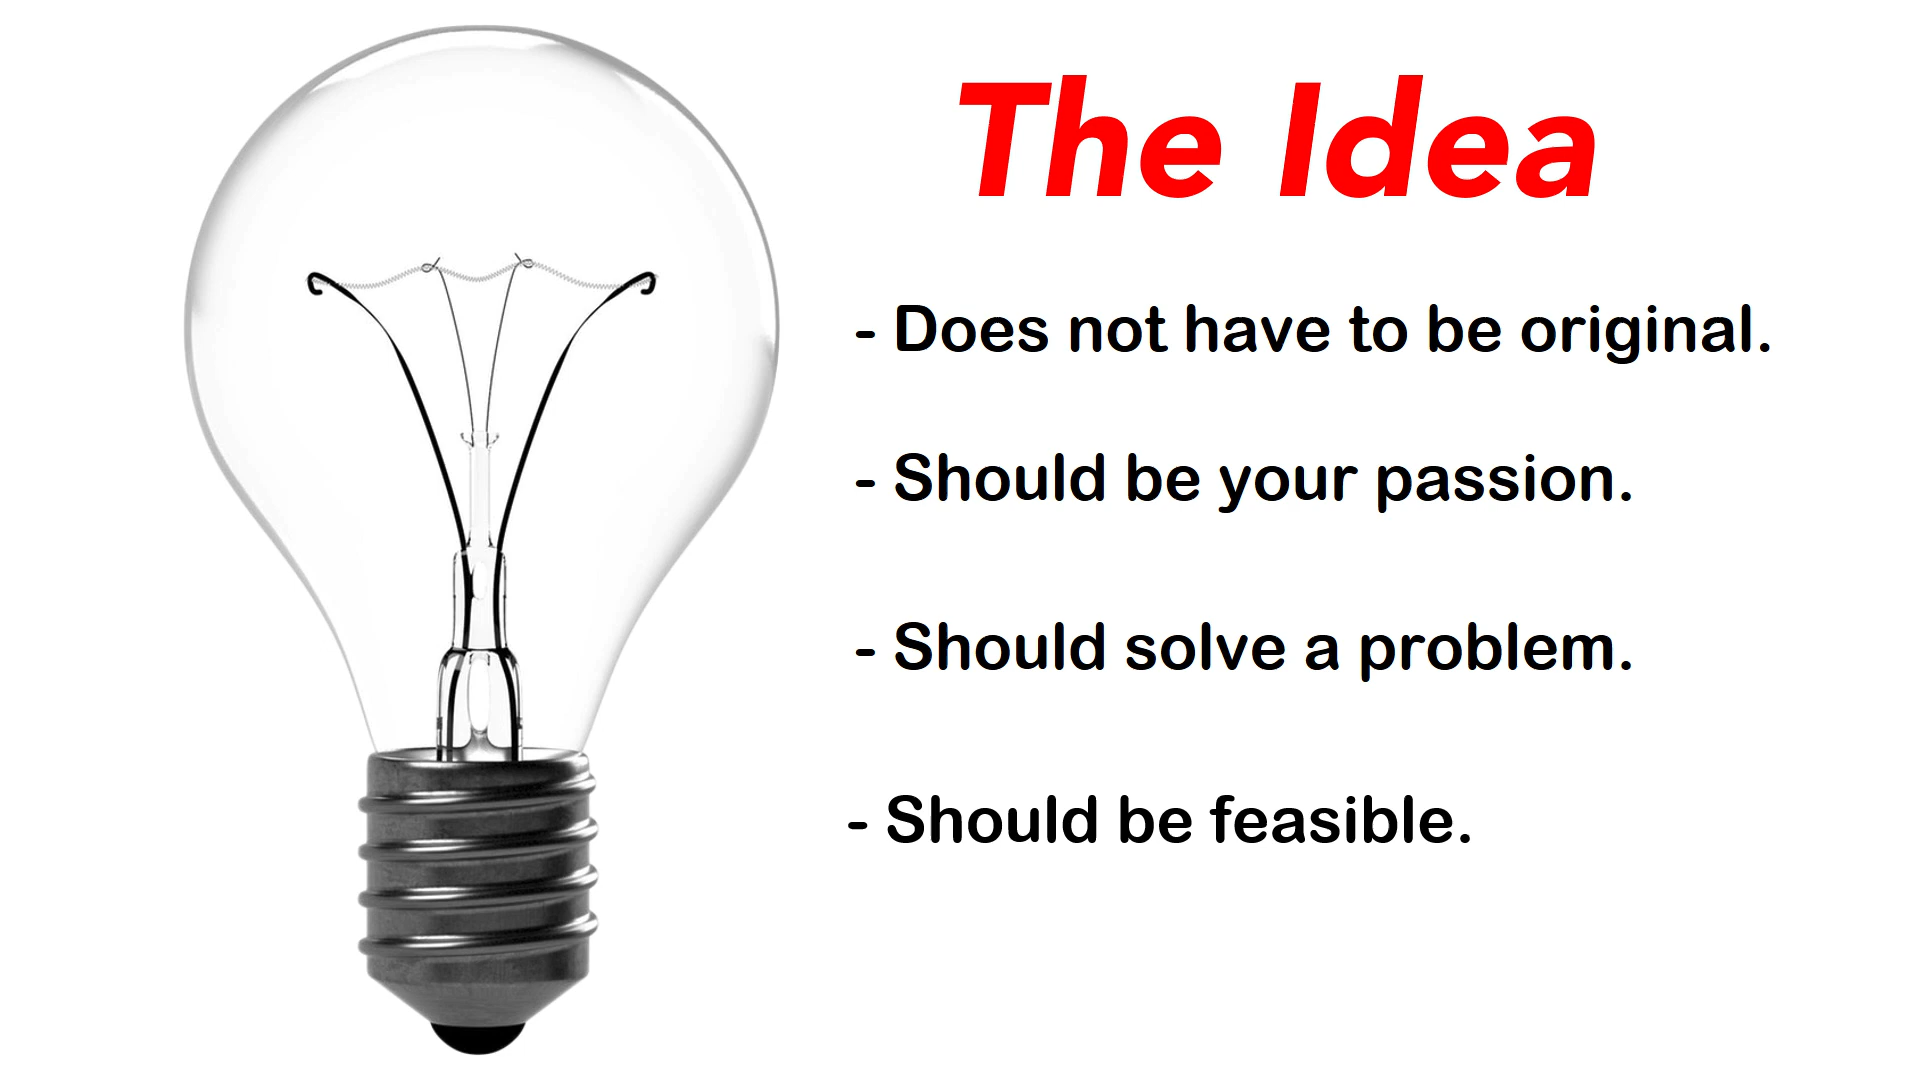 The Idea
- Does not have to be original.
- Should be your passion.
- Should solve a problem.
- Should be feasible.